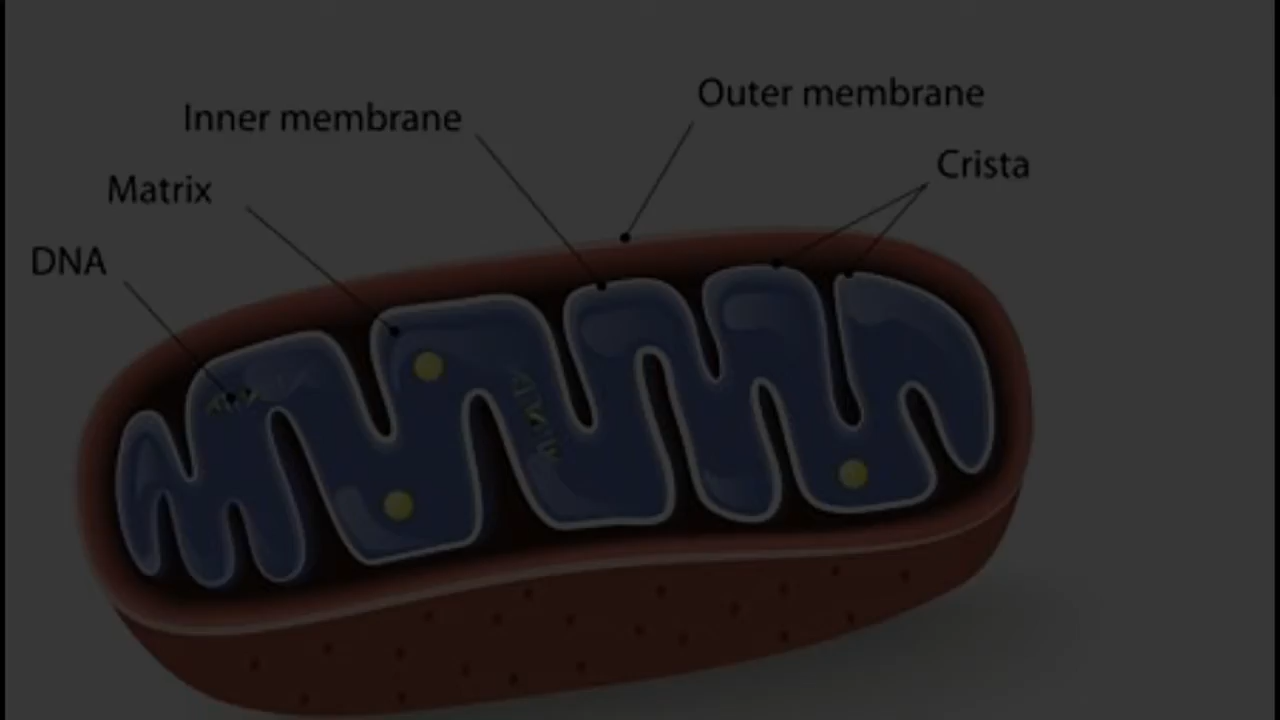 Outer membrane
Inner membrane
Crista
Matrix
DNA